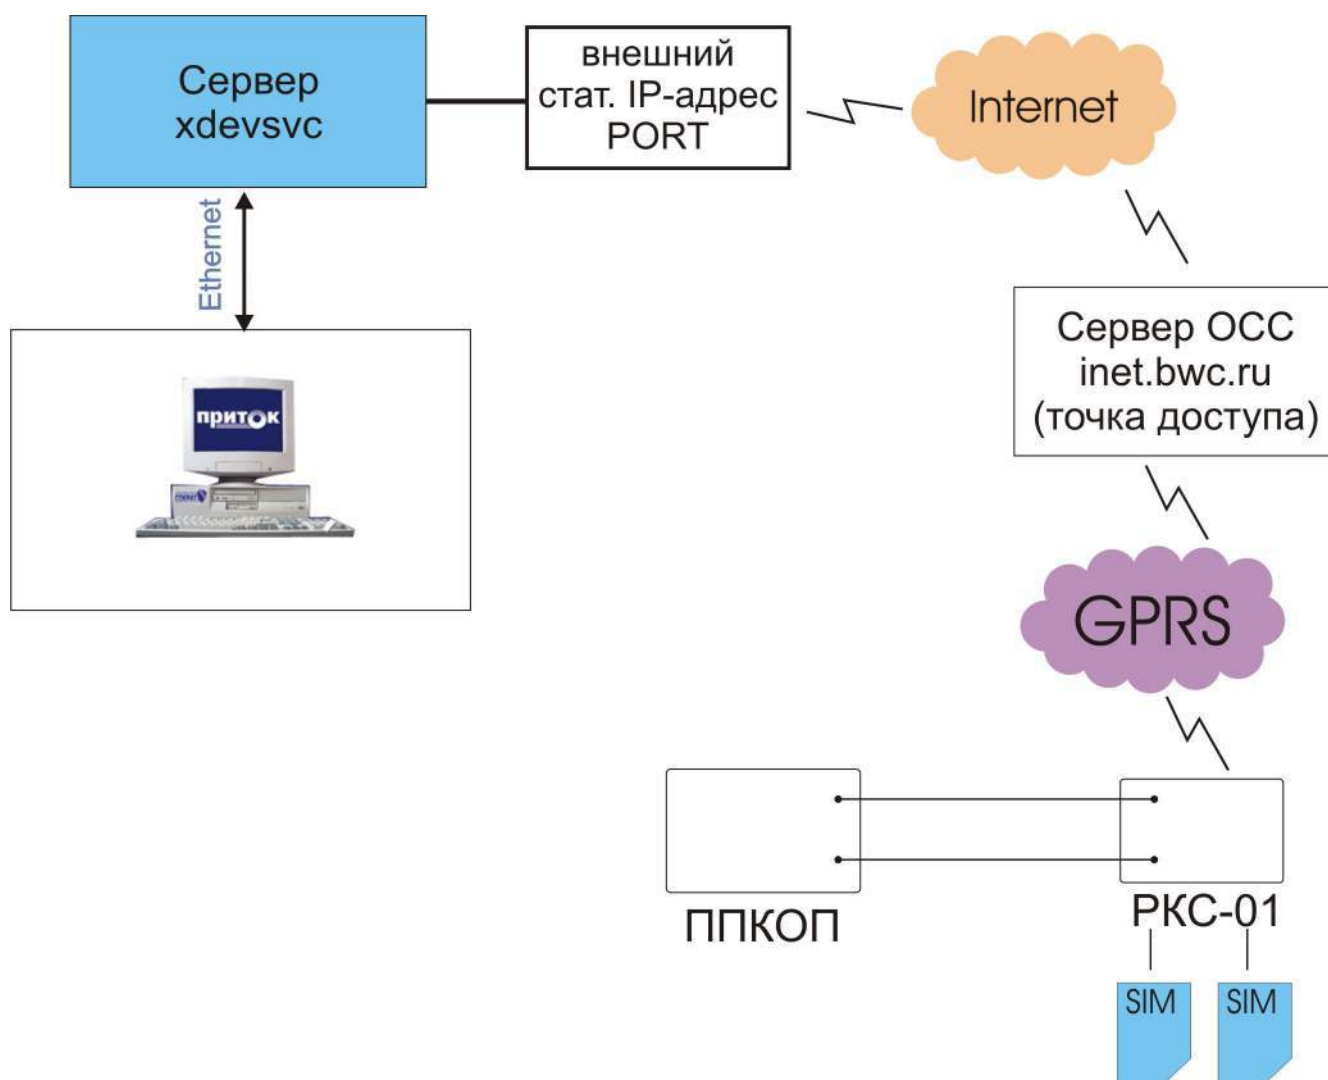 Сервер
xdevsvc
внешний
стат. IP-адрес
PORT
Internet
Ethernet
Сервер ОСС
inet.bwc.ru
(точка доступа)
приток
GPRS
ППКОП
РКС-01
SIM
SIM